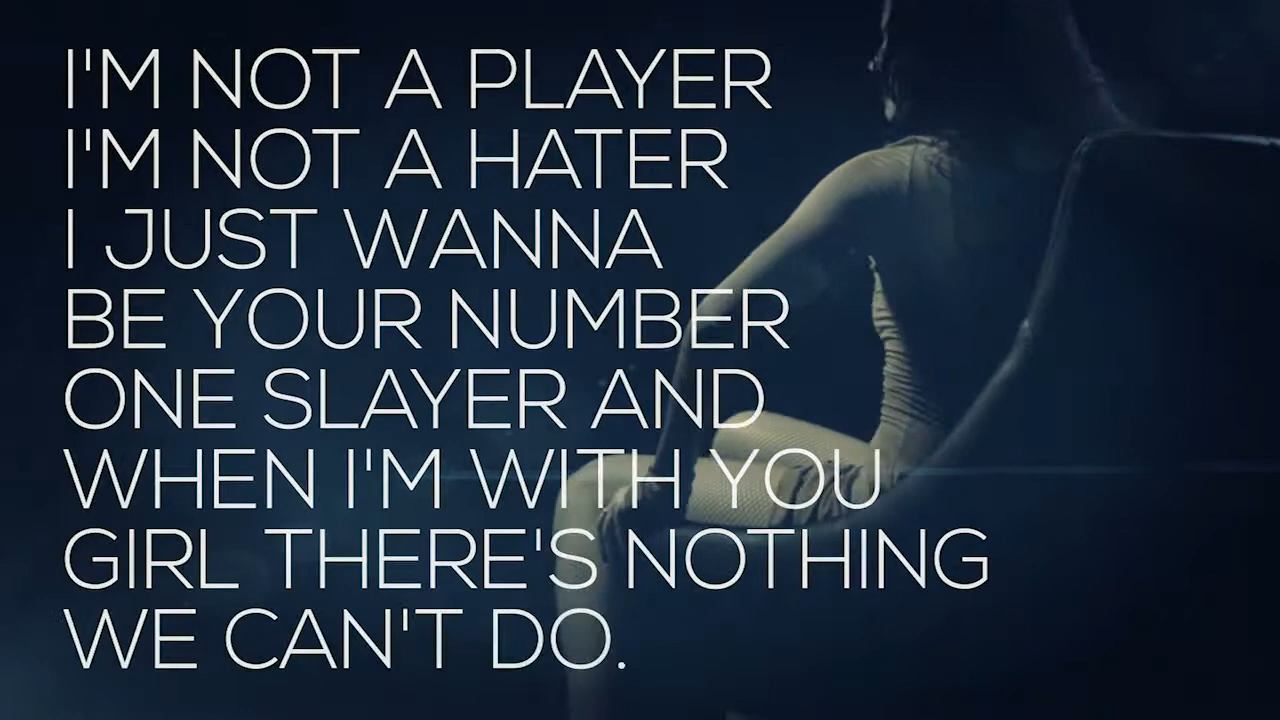 I'M NOT A PLAYER
I'M NOT A HATER
I JUST WANNA
BE YOUR NUMBER
ONE SLAYER AND
WHEN I'M WITH YOU
GIRL THERE'S NOTHING
WE CAN'T DO.